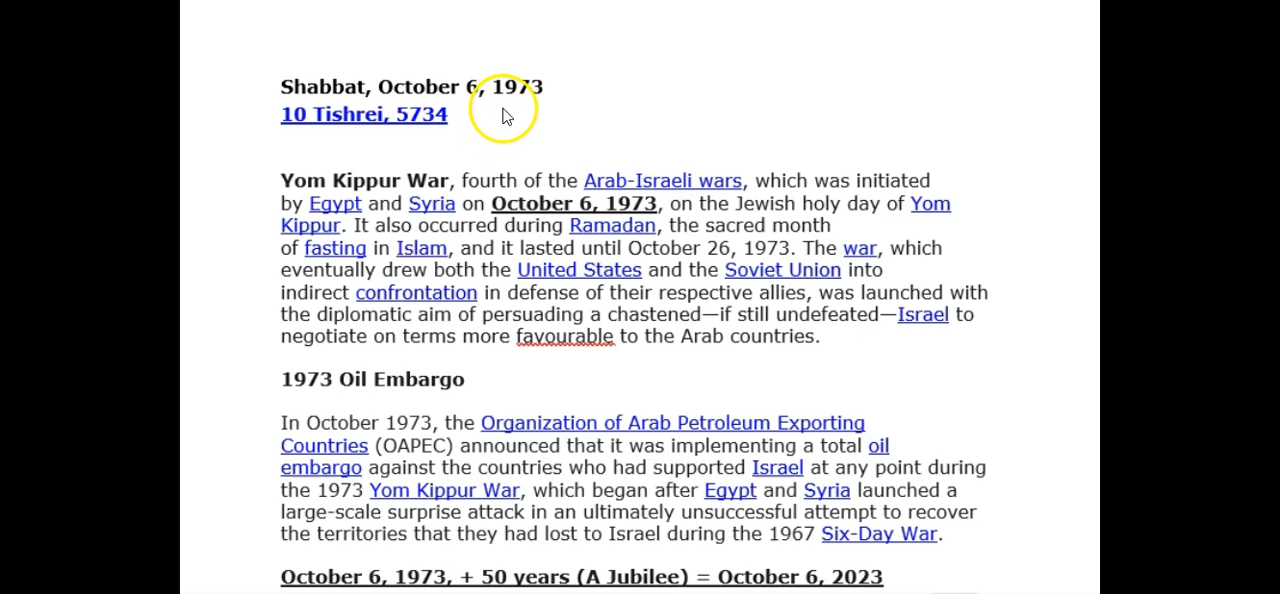 Shabbat, October 6, 1973
10 Tishrei, 5734
Yom Kippur War, fourth of the Arab-Israeli wars, which was initiated
by Egypt and Syria on October 6, 1973, on the Jewish holy day of Yom
Kippur. It also occurred during Ramadan, the sacred month
of fasting in Islam, and it lasted until October 26, 1973. The war, which
eventually drew both the United States and the Soviet Union into
indirect confrontation in defense of their respective allies, was launched with
the diplomatic aim of persuading a chastened—if still undefeated—Israel to
negotiate on terms more favourable to the Arab countries.
1973 Oil Embargo
In October 1973, the Organization of Arab Petroleum Exporting
Countries (OAPEC) announced that it was implementing a total oil
embargo against the countries who had supported Israel at any point during
the 1973 Yom Kippur War, which began after Egypt and Syria launched a
large-scale surprise attack in an ultimately unsuccessful attempt to recover
the territories that they had lost to Israel during the 1967 Six-Day War.
October 6, 1973, + 50 years (A Jubilee) = October 6, 2023